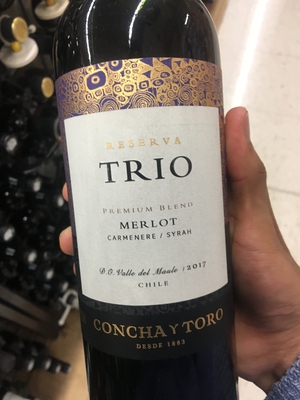 RESERVA
TRIO
PREMIUM BLEND
MERLOT
CARMENERE / SYRAH
D.O. Valle del Maule / 2017
CHILE
CONCHA Y TORO
DESDE 1883